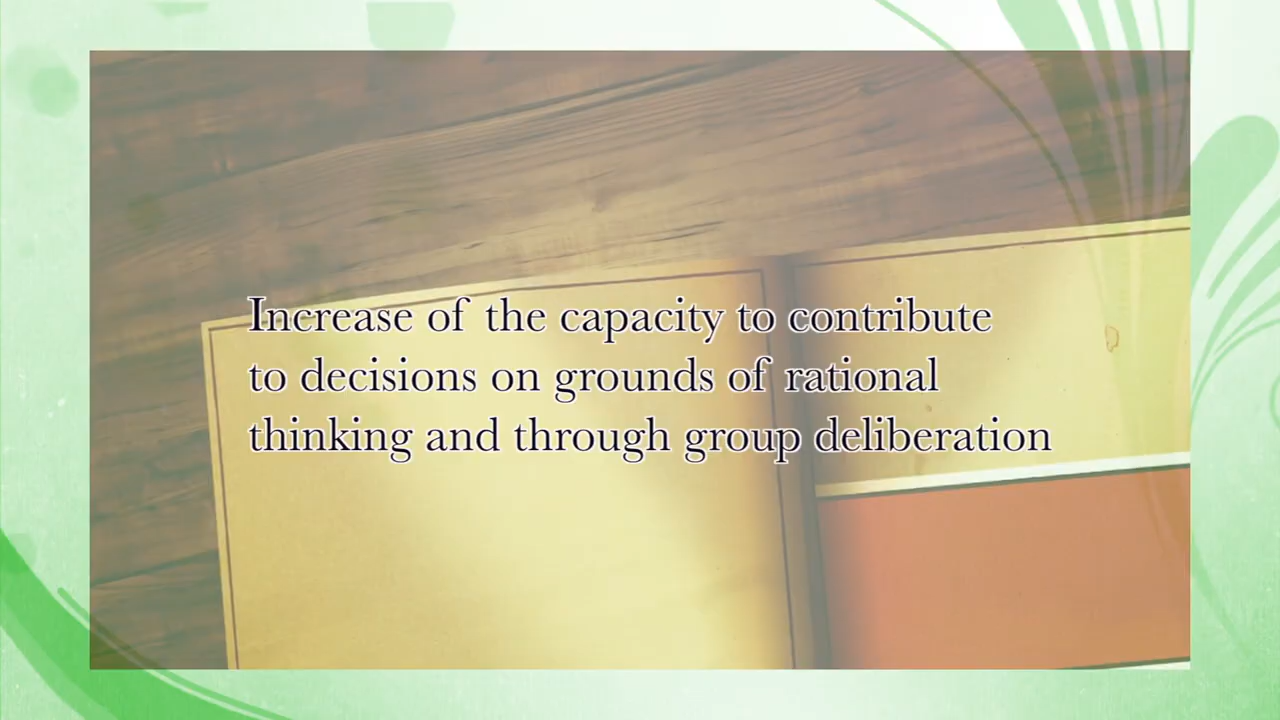 Increase of the capacity to contribute
to decisions on grounds of rational
thinking and through group deliberation